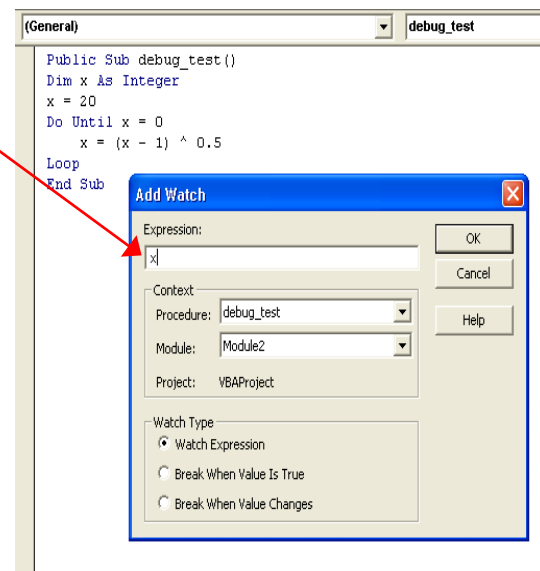 (General) debug_test
Public Sub debug_test()
Dim x As Integer
x = 20
Do Until x = 0
x = (x - 1) ^ 0.5
Loop
End Sub
Add Watch
Expression:
x
OK
Cancel
Help
Context
Procedure: debug_test
Module: Module2
Project: VBAProject
Watch Type
Watch Expression
Break When Value Is True
Break When Value Changes